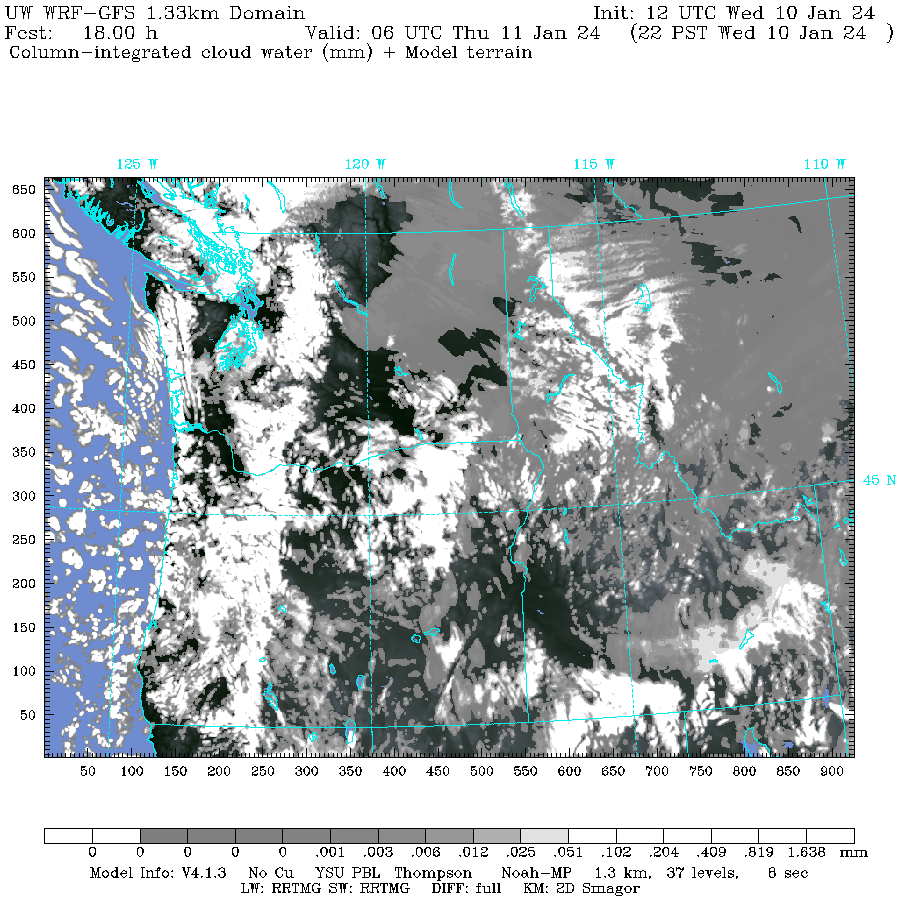 UW WRF-GFS 1.33km Domain Init: 12 UTC Wed 10 Jan 24
Fcst: 18.00 h Valid: 06 UTC Thu 11 Jan 24 (22 PST Wed 10 Jan 24 )
Column-integrated cloud water (mm) + Model terrain
125 W 120 W 115 W 110 W
650
600
550
500
450
400
350
45 N
300
250
200
150
100
50
50 100 150 200 250 300 350 400 450 500 550 600 650 700 750 800 850 900
0 0 0 0 0 .001 .003 .006 .012 .025 .051 .102 .204 .409 .819 1.638 mm
Model Info: V4.1.3 No Cu YSU PBL Thompson Noah-MP 1.3 km, 37 levels, 8 sec
LW: RRTMG SW: RRTMG DIFF: full KM: 2D Smagor